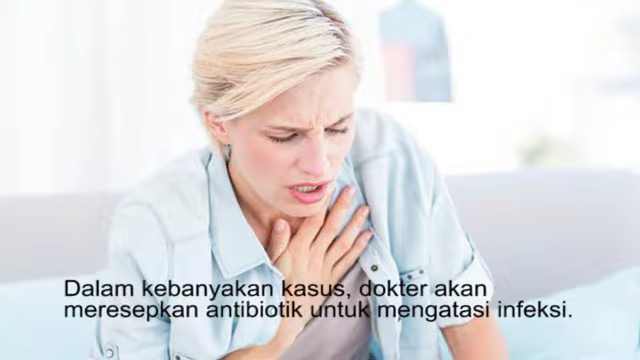 Dalam kebanyakan kasus, dokter akan
meresepkan antibiotik untuk mengatasi infeksi.